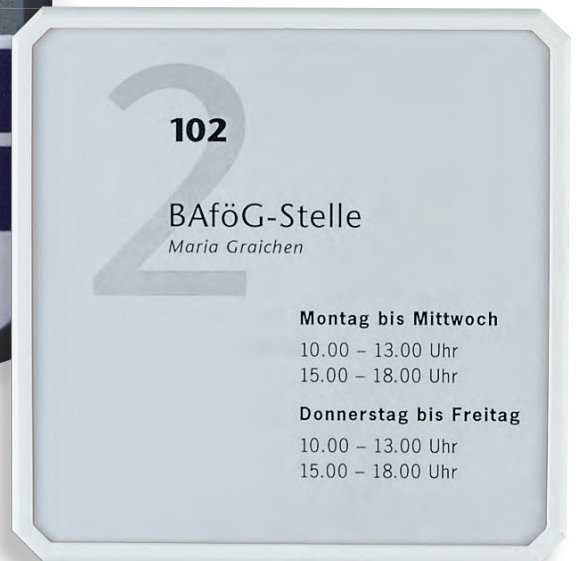 2
102
BAföG-Stelle
Maria Graichen
Montag bis Mittwoch
10.00 – 13.00 Uhr
15.00 – 18.00 Uhr
Donnerstag bis Freitag
10.00 – 13.00 Uhr
15.00 – 18.00 Uhr